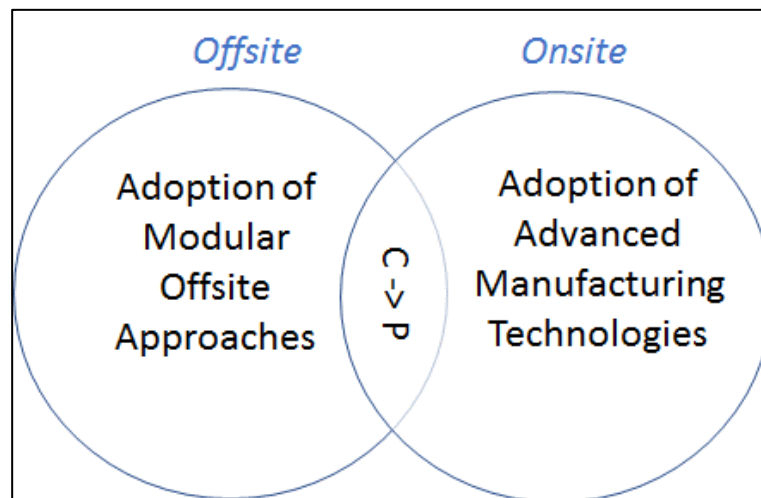 Offsite
Onsite
Adoption of
Modular
Offsite
Approaches
C -> P
Adoption of
Advanced
Manufacturing
Technologies